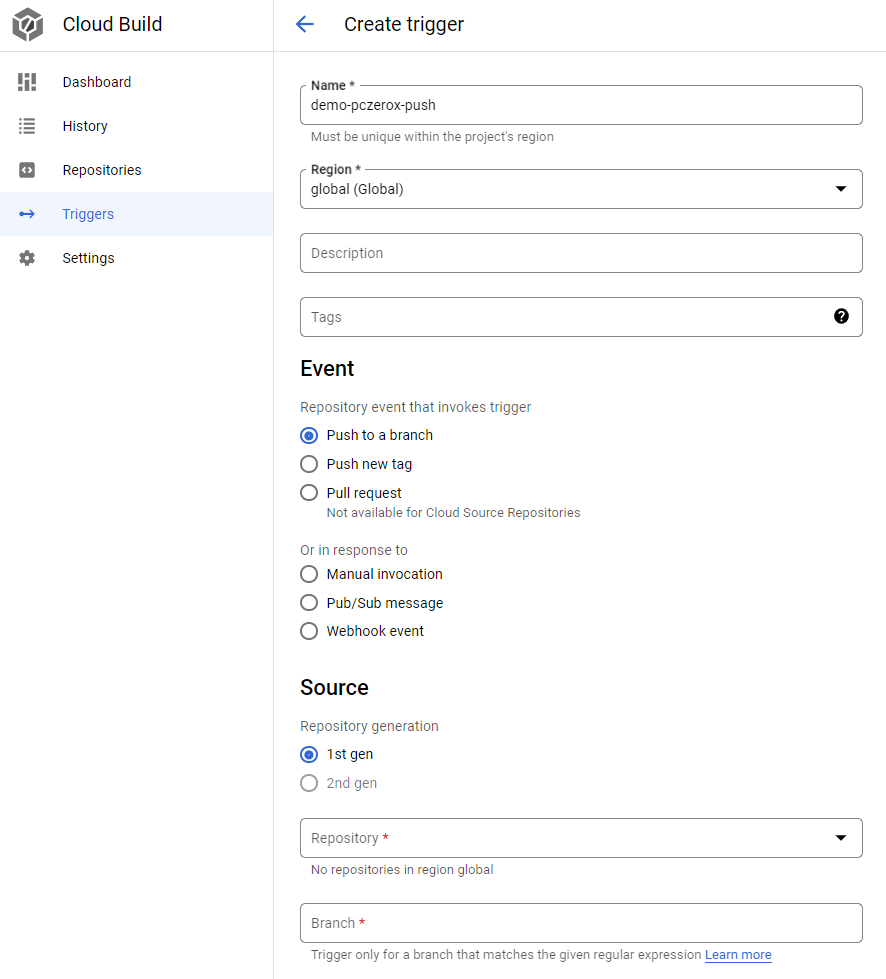 Cloud Build
Dashboard
History
Repositories
Triggers
Settings
Create trigger
Name *
demo-pczerox-push
Must be unique within the project's region
Region *
global (Global)
Description
Tags
Event
Repository event that invokes trigger
Push to a branch
Push new tag
Pull request
Not available for Cloud Source Repositories
Or in response to
Manual invocation
Pub/Sub message
Webhook event
Source
Repository generation
1st gen
2nd gen
Repository *
No repositories in region global
Branch *
Trigger only for a branch that matches the given regular expression Learn more